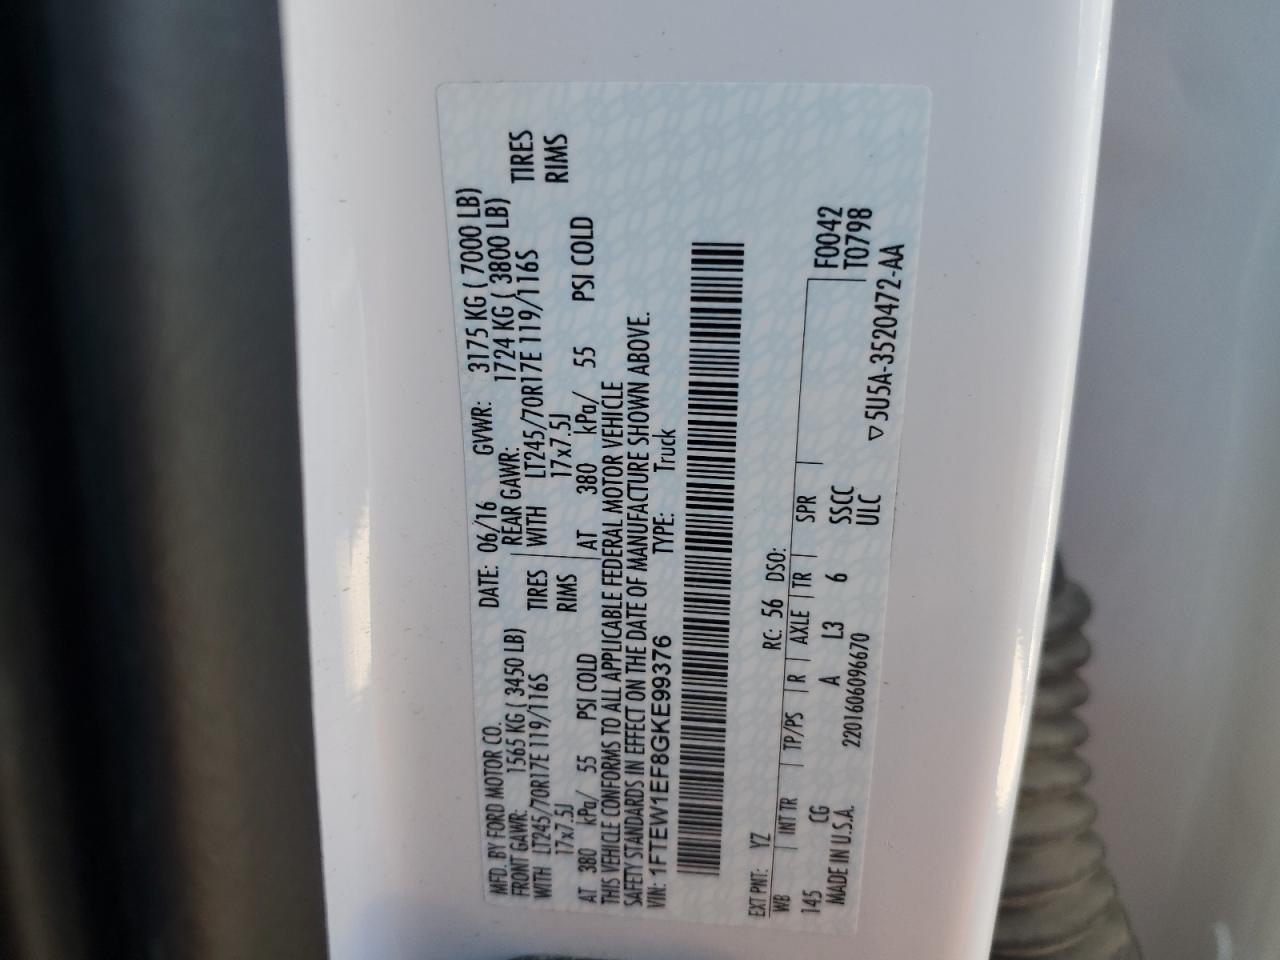 MFD. BY FORD MOTOR CO. DATE: 06/16 GVWR: 3175 KG ( 7000 LB)
FRONT GAWR: 1565 KG ( 3450 LB) REAR GAWR: 1724 KG ( 3800 LB)
WITH LT245/70R17E 119/116S TIRES WITH LT245/70R17E 119/116S TIRES
17x7.5J RIMS 17x7.5J RIMS
AT 380 kPa/ 55 PSI COLD AT 380 kPa/ 55 PSI COLD
THIS VEHICLE CONFORMS TO ALL APPLICABLE FEDERAL MOTOR VEHICLE
SAFETY STANDARDS IN EFFECT ON THE DATE OF MANUFACTURE SHOWN ABOVE.
VIN: 1FTEW1EF8GKE99376 TYPE: Truck
EXT PNT: YZ RC: 56 DSO:
WB INT TR TP/PS R AXLE TR SPR F0042
145 CG A L3 6 SSCC T0798
MADE IN U.S.A. 2201606096670 ULC
▽5U5A-3520472-AA